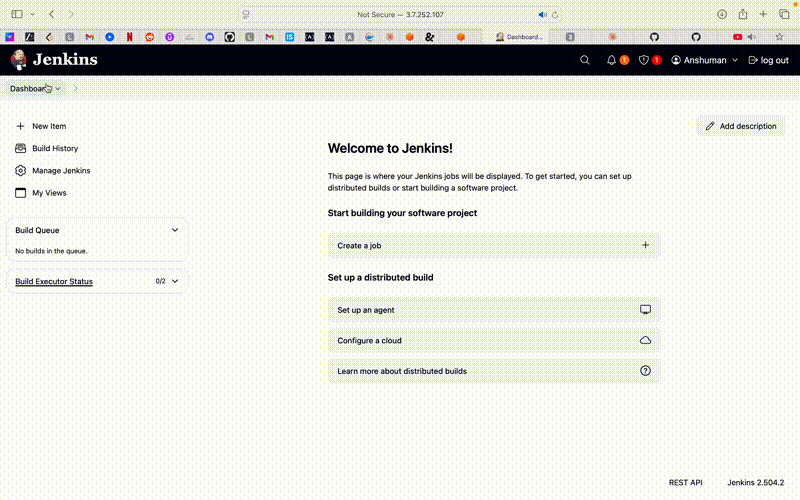 Not Secure — 3.7.252.107
Dashboard...
3
Jenkins
1
1
Anshuman
log out
Dashboard
New Item
Build History
Manage Jenkins
My Views
Build Queue
No builds in the queue.
Build Executor Status
0/2
Add description
Welcome to Jenkins!
This page is where your Jenkins jobs will be displayed. To get started, you can set up
distributed builds or start building a software project.
Start building your software project
Create a job
Set up a distributed build
Set up an agent
Configure a cloud
Learn more about distributed builds
REST API
Jenkins 2.504.2